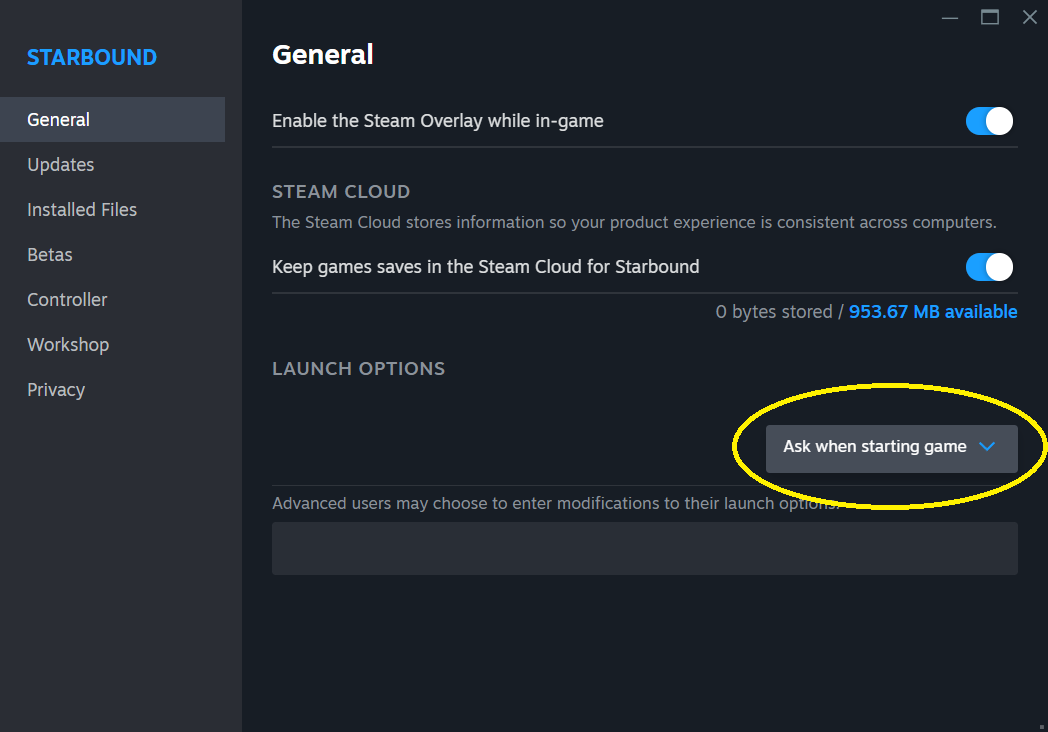 STARBOUND
General
Updates
Installed Files
Betas
Controller
Workshop
Privacy
General
Enable the Steam Overlay while in-game
STEAM CLOUD
The Steam Cloud stores information so your product experience is consistent across computers.
Keep games saves in the Steam Cloud for Starbound
0 bytes stored / 953.67 MB available
LAUNCH OPTIONS
Ask when starting game
Advanced users may choose to enter modifications to their launch options.